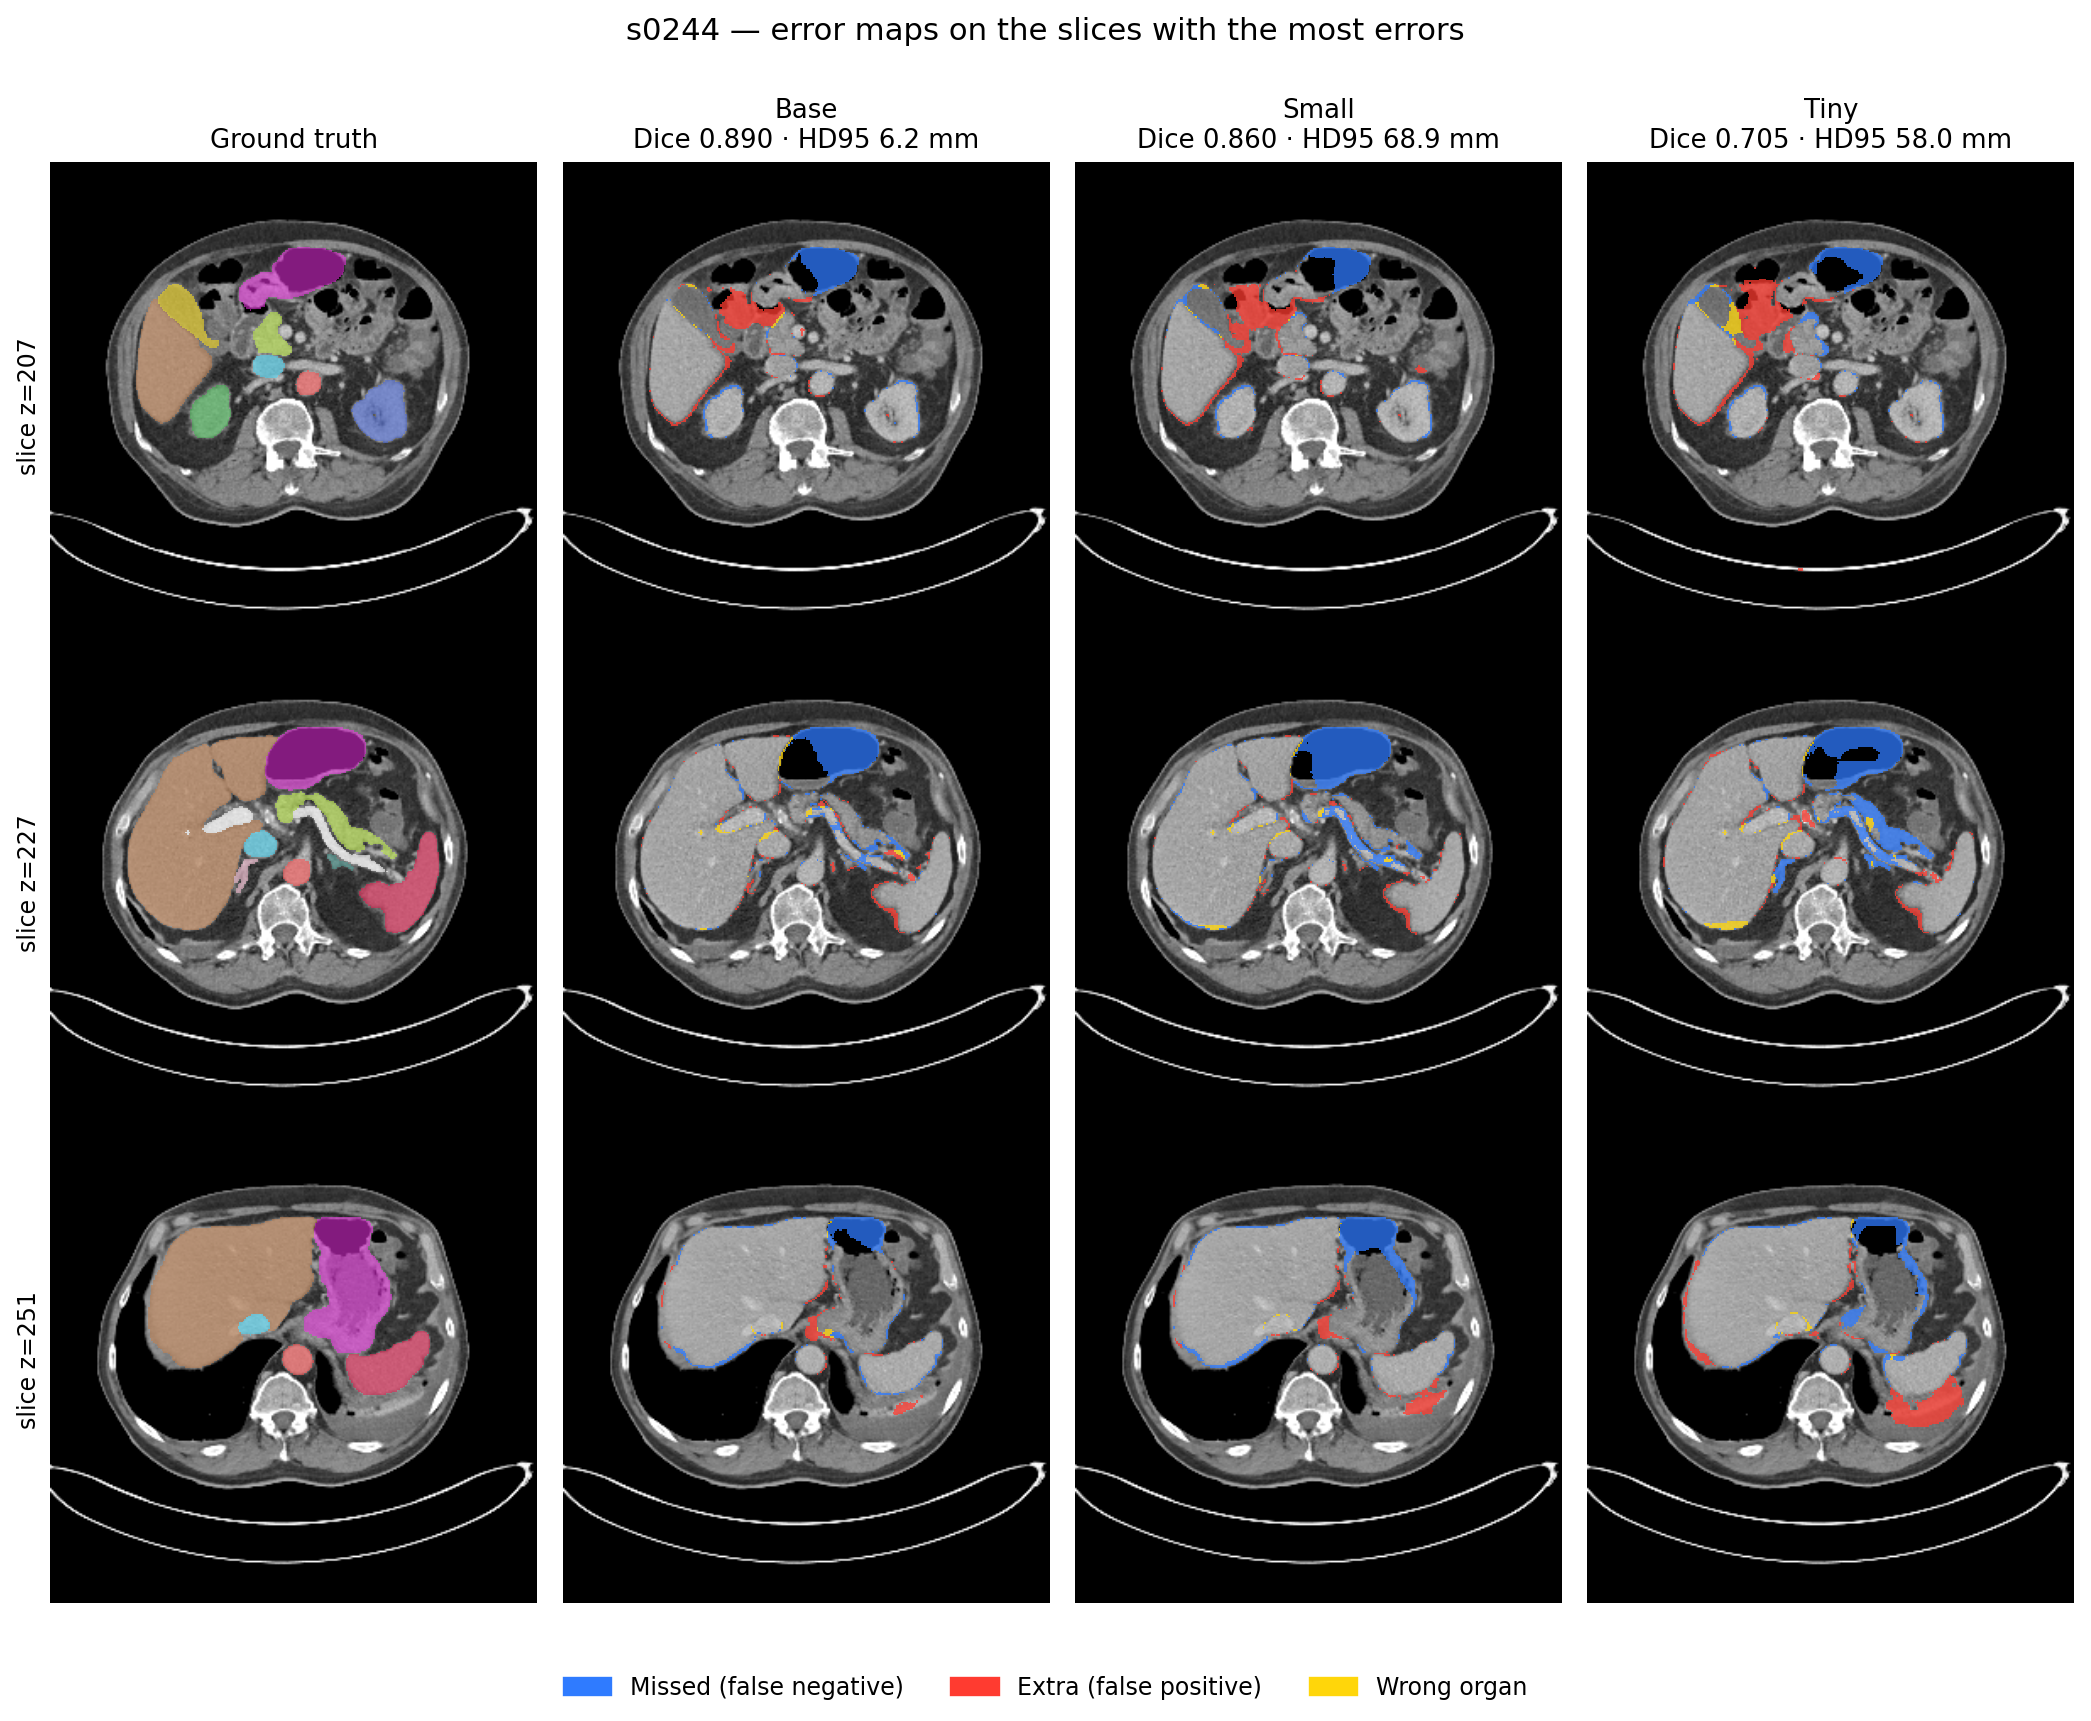 s0244 — error maps on the slices with the most errors
Ground truth
Base
Dice 0.890 · HD95 6.2 mm
Small
Dice 0.860 · HD95 68.9 mm
Tiny
Dice 0.705 · HD95 58.0 mm
slice z=207
slice z=227
slice z=251
Missed (false negative)
Extra (false positive)
Wrong organ